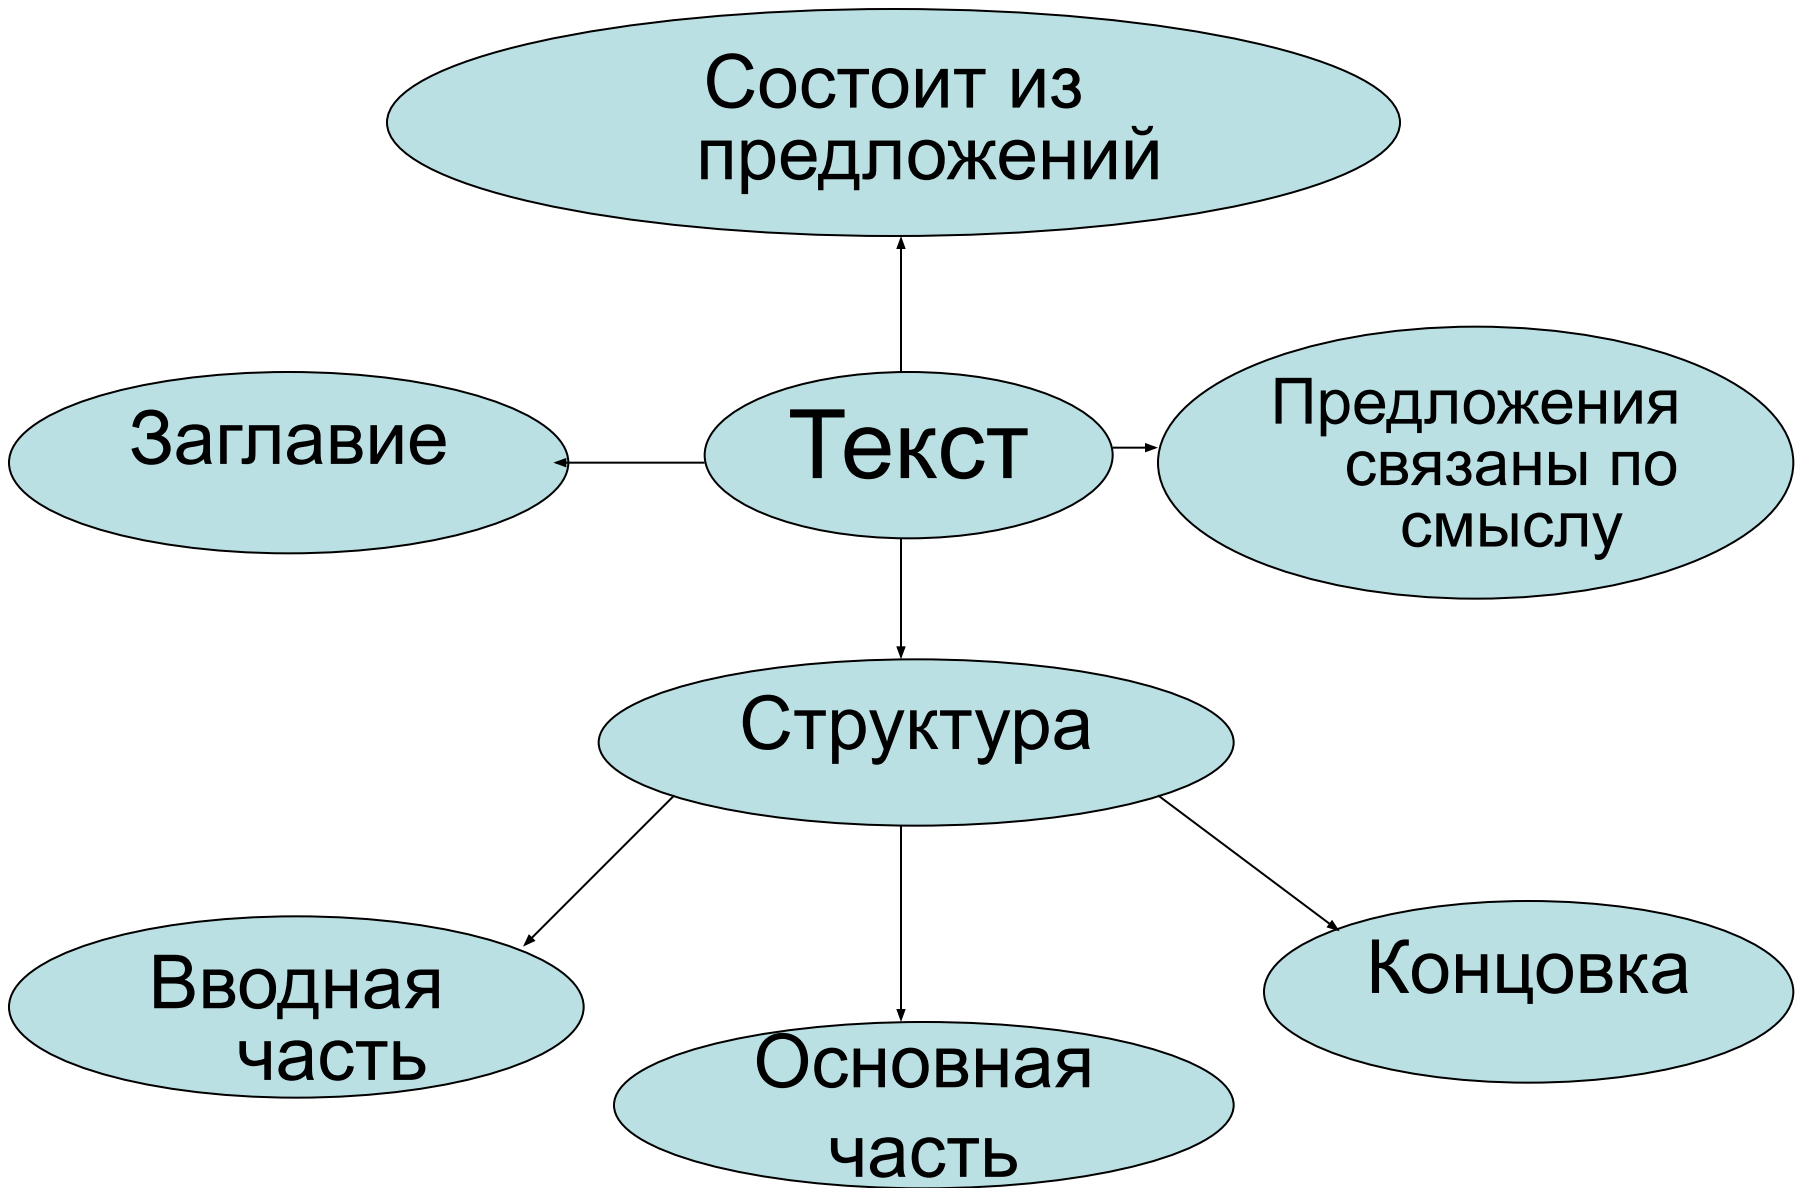 Состоит из
предложений
Заглавие
Текст
Предложения
связаны по
смыслу
Структура
Вводная
часть
Основная
часть
Концовка